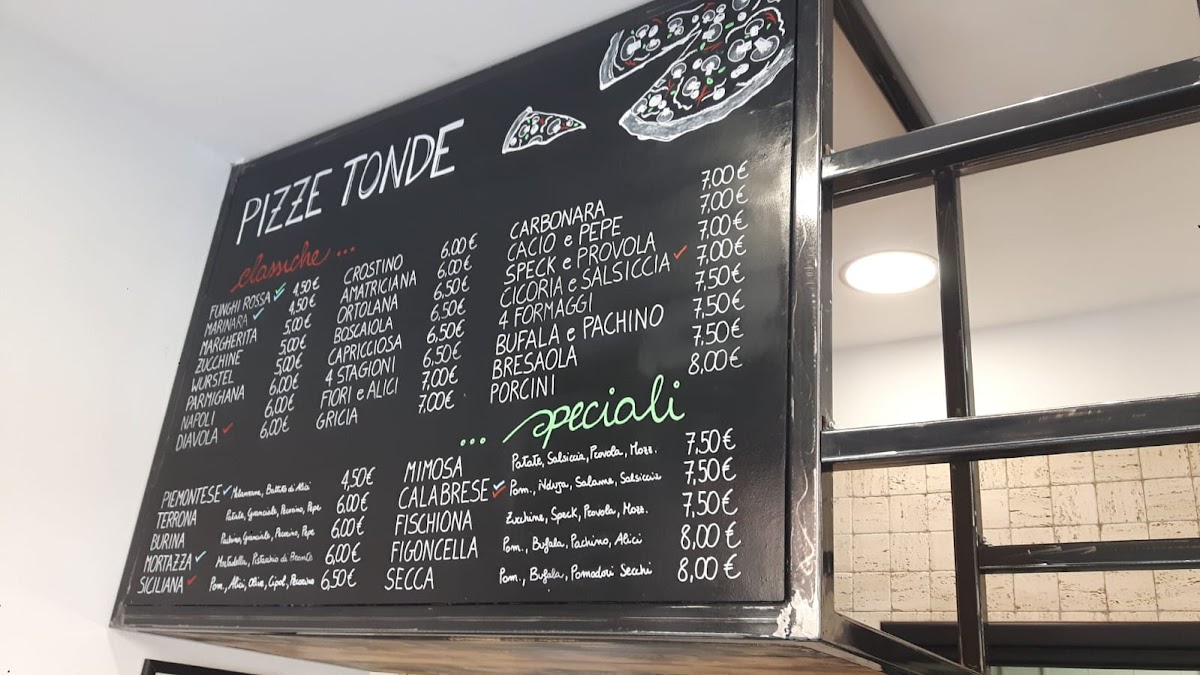 PIZZE TONDE
classiche ...
FUNGHI ROSSA 4,50€
MARINARA 4,50€
MARGHERITA 5,00€
ZUCCHINE 5,00€
WURSTEL 5,00€
PARMIGIANA 6,00€
NAPOLI 6,00€
DIAVOLA 6,00€
CROSTINO 6,00€
AMATRICIANA 6,00€
ORTOLANA 6,50€
BOSCAIOLA 6,50€
CAPRICCIOSA 6,50€
4 STAGIONI 6,50€
FIORI e ALICI 7,00€
GRICIA 7,00€
CARBONARA 7,00€
CACIO e PEPE 7,00€
SPECK e PROVOLA 7,00€
CICORIA e SALSICCIA 7,00€
4 FORMAGGI 7,50€
BUFALA e PACHINO 7,50€
BRESAOLA 7,50€
PORCINI 8,00€
... speciali
PIEMONTESE Melanzane, Battuto di Alici 4,50€
TERRONA Patate, Guanciale, Pecorino, Pepe 6.00€
BURINA Guanciale, Pecorino, Pepe 6.00€
MORTAZZA Mortadella, Pistacchio di Bronte 6,00€
SICILIANA Pom., Alici, Olive, Cipol., Pecorino 6,50€
MIMOSA Patate, Salsiccia, Provola, Mozz. 7,50€
CALABRESE Pom., Nduja, Salame, Salsiccia 7,50€
FISCHIONA Zucchine, Speck, Provola, Mozz. 7,50€
FIGONCELLA Pom., Bufala, Pachino, Alici 8,00€
SECCA Pom., Bufala, Pomodori Secchi 8,00€